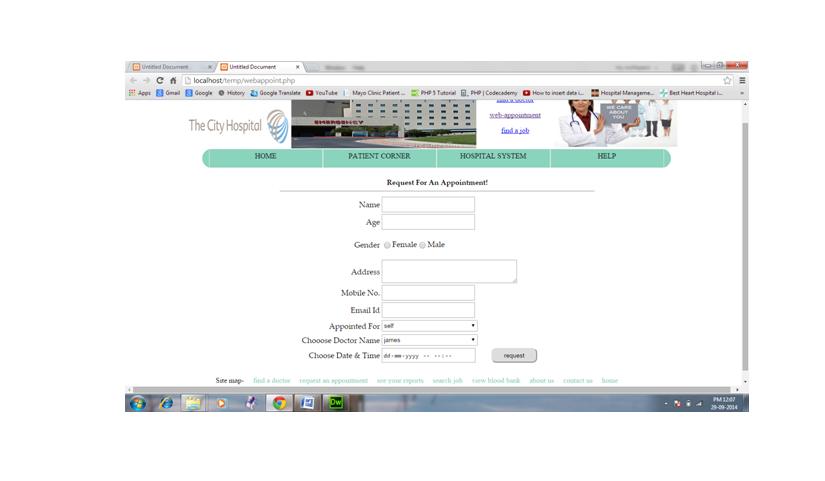 Untitled Document
Untitled Document
localhost/temp/webappoint.php
Apps Gmail Google History Google Translate YouTube Mayo Clinic Patient ... PHP 5 Tutorial PHP | Codecademy How to inset data i... Hospital Manageme... Best Heart Hospital i... »
The City Hospital
EMERGENCY
find a doctor
web-appointment
find a job
WE CARE
ABOUT
YOU
HOME PATIENT CORNER HOSPITAL SYSTEM HELP
Request For An Appointment!
Name
Age
Gender Female Male
Address
Mobile No.
Email Id
Appointed For self
Chooose Doctor Name james
Choose Date & Time dd-mm-yyyy -- --:-- request
Site map- find a doctor request an appointment see your reports search job view blood bank about us contact us home
Dw
PM 12:07
29-09-2014